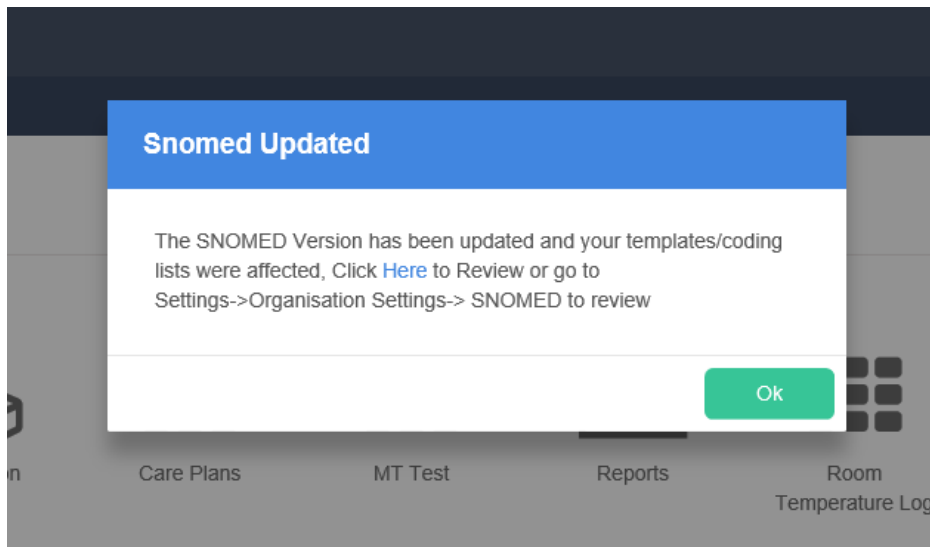 Snomed Updated
The SNOMED Version has been updated and your templates/coding
lists were affected, Click Here to Review or go to
Settings->Organisation Settings-> SNOMED to review
Ok
on
Care Plans
MT Test
Reports
Room
Temperature Log